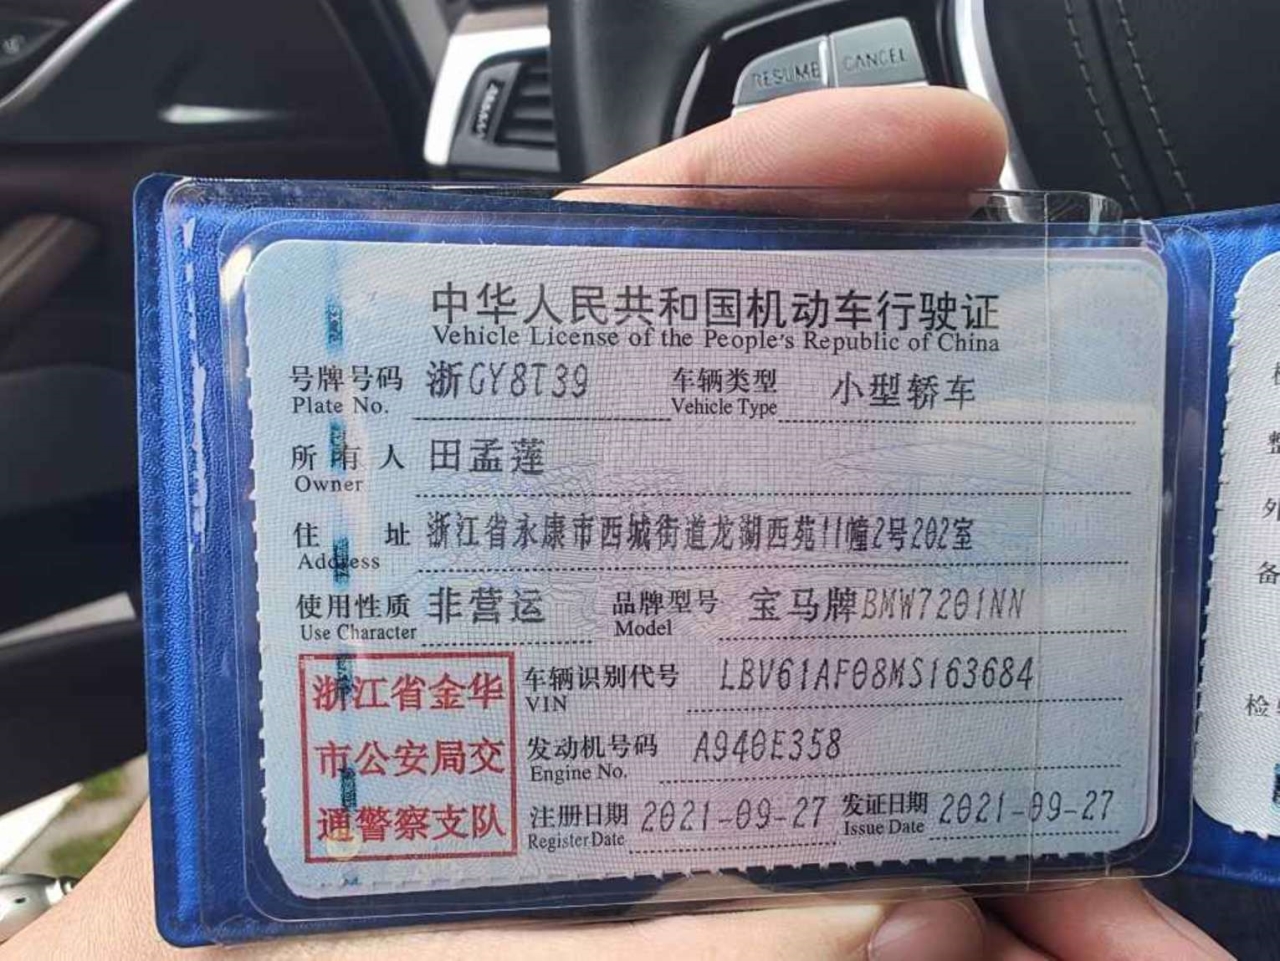 RESUME CANCEL
中华人民共和国机动车行驶证
Vehicle License of the People's Republic of China
号牌号码 浙GY8T39 车辆类型 小型轿车
Plate No. Vehicle Type
所有人 田孟莲
Owner
住址 浙江省永康市西城街道龙湖西苑11幢2号202室
Address
使用性质 非营运 品牌型号 宝马牌BMW7201NN
Use Character Model
浙江省金华
市公安局交
通警察支队
车辆识别代号 LBV61AF08MS163684
VIN
发动机号码 A940E358
Engine No.
注册日期 2021-09-27 发证日期 2021-09-27
Register Date Issue Date
整
外
备
检